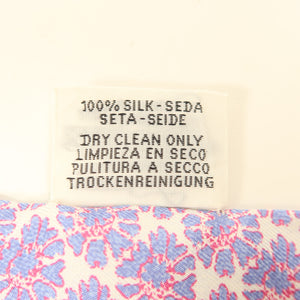 100% SILK-SEDA
SETA-SEIDE
DRY CLEAN ONLY
LIMPIEZA EN SECO
PULITURA A SECCO
TROCKENREINIGUNG